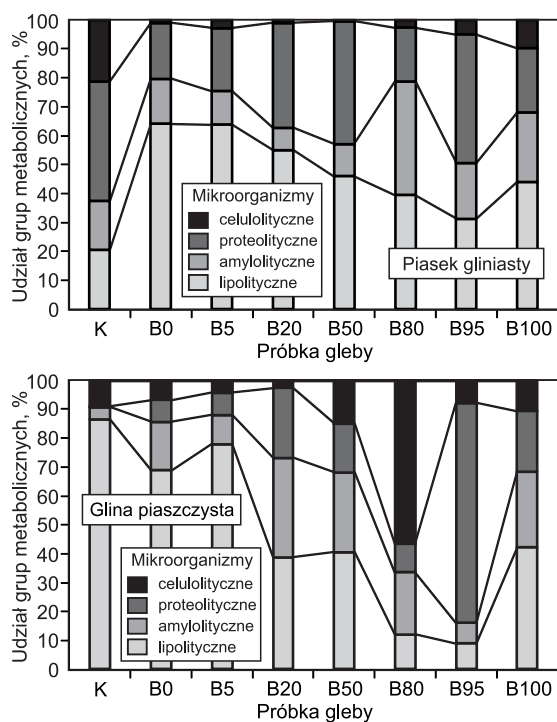 Udział grup metabolicznych, %
100
90
80
70
60
50
40
30
20
10
0
Mikroorganizmy
celulolityczne
proteolityczne
amylolityczne
lipolityczne
Piasek gliniasty
K B0 B5 B20 B50 B80 B95 B100
Próbka gleby
Udział grup metabolicznych, %
100
90
80
70
60
50
40
30
20
10
0
Glina piaszczysta
Mikroorganizmy
celulolityczne
proteolityczne
amylolityczne
lipolityczne
K B0 B5 B20 B50 B80 B95 B100
Próbka gleby